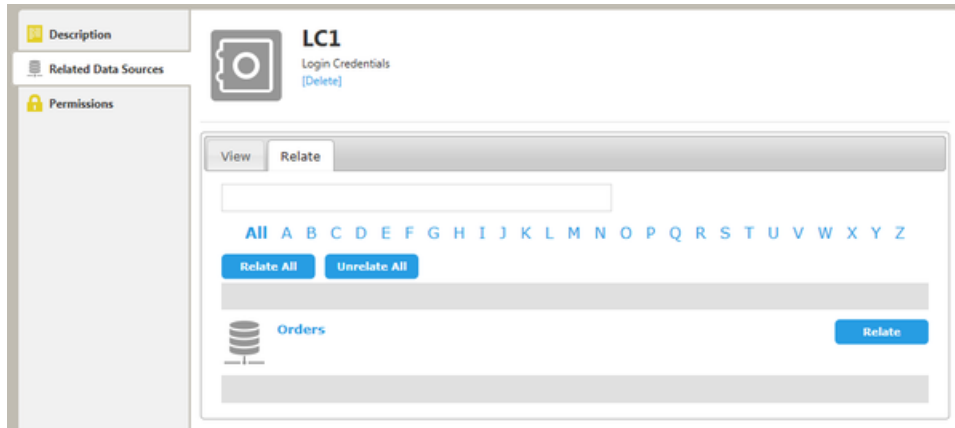 Description
Related Data Sources
Permissions
LC1
Login Credentials
[Delete]
View Relate
All A B C D E F G H I J K L M N O P Q R S T U V W X Y Z
Relate All Unrelate All
Orders Relate